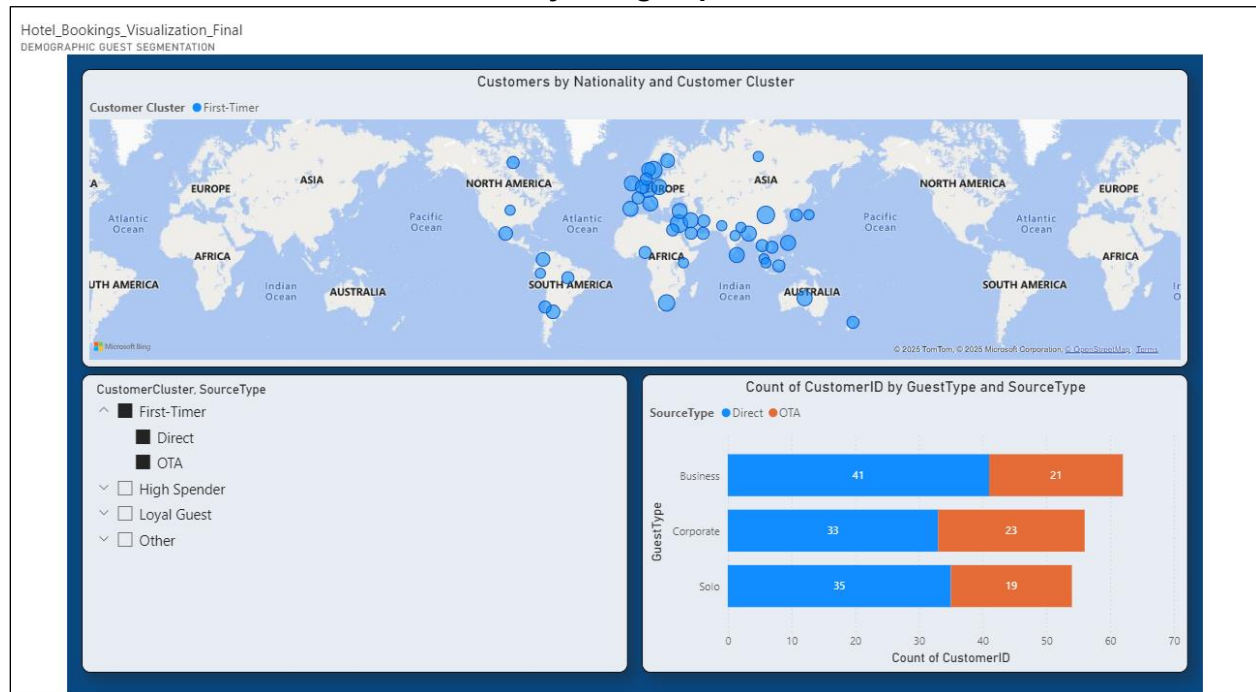 Hotel_Bookings_Visualization_Final
DEMOGRAPHIC GUEST SEGMENTATION
Customers by Nationality and Customer Cluster
Customer Cluster First-Timer
EUROPE
ASIA
NORTH AMERICA
EUROPE
ASIA
NORTH AMERICA
EUROPE
Atlantic
Ocean
Pacific
Ocean
Atlantic
Ocean
Pacific
Ocean
Atlantic
Ocean
AFRICA
AFRICA
AFRICA
UTH AMERICA
Indian
Ocean
AUSTRALIA
SOUTH AMERICA
Indian
Ocean
AUSTRALIA
SOUTH AMERICA
Microsoft Bing
© 2025 TomTom, © 2025 Microsoft Corporation, © OpenStreetMap Terms
CustomerCluster, SourceType
First-Timer
Direct
OTA
High Spender
Loyal Guest
Other
Count of CustomerID by GuestType and SourceType
SourceType Direct OTA
GuestType
Business 41 21
Corporate 33 23
Solo 35 19
0 10 20 30 40 50 60 70
Count of CustomerID